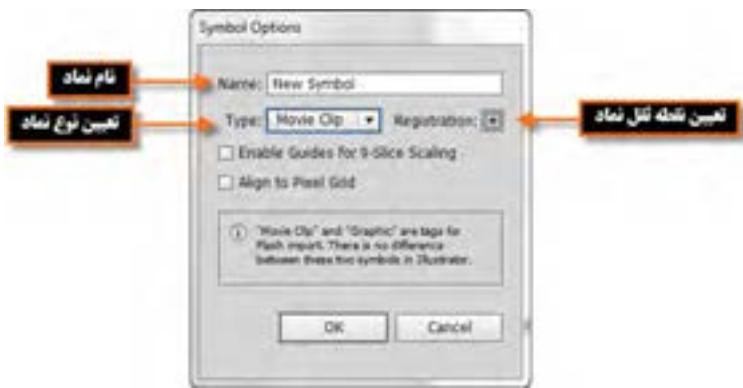 Symbol Options
نام نماد
Name: New Symbol
تعیین نوع نماد
Type: Movie Clip
Registration:
تعیین نقطه ثقل نماد
Enable Guides for 9-Slice Scaling
Align to Pixel Grid
"Movie Clip" and "Graphic" are tags for
Flash import. There is no difference
between these two symbols in Illustrator.
OK
Cancel